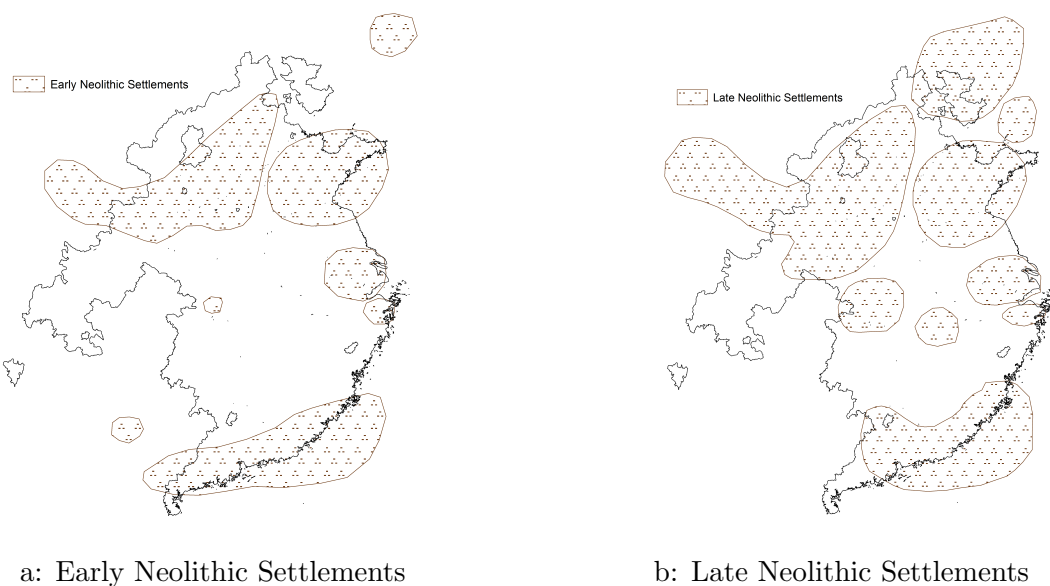 Early Neolithic Settlements
Late Neolithic Settlements
a: Early Neolithic Settlements
b: Late Neolithic Settlements